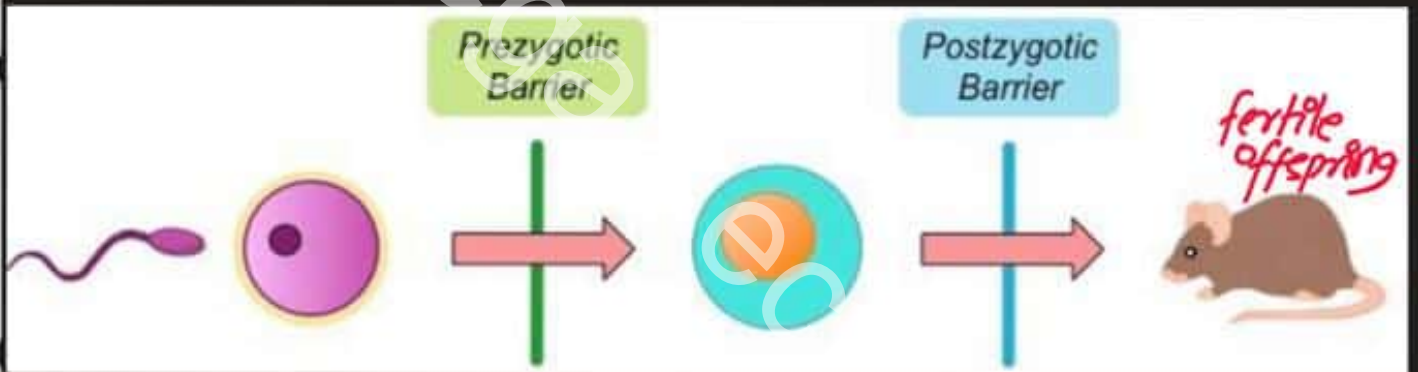 Prezygotic
Barrier
Postzygotic
Barrier
fertile
offspring